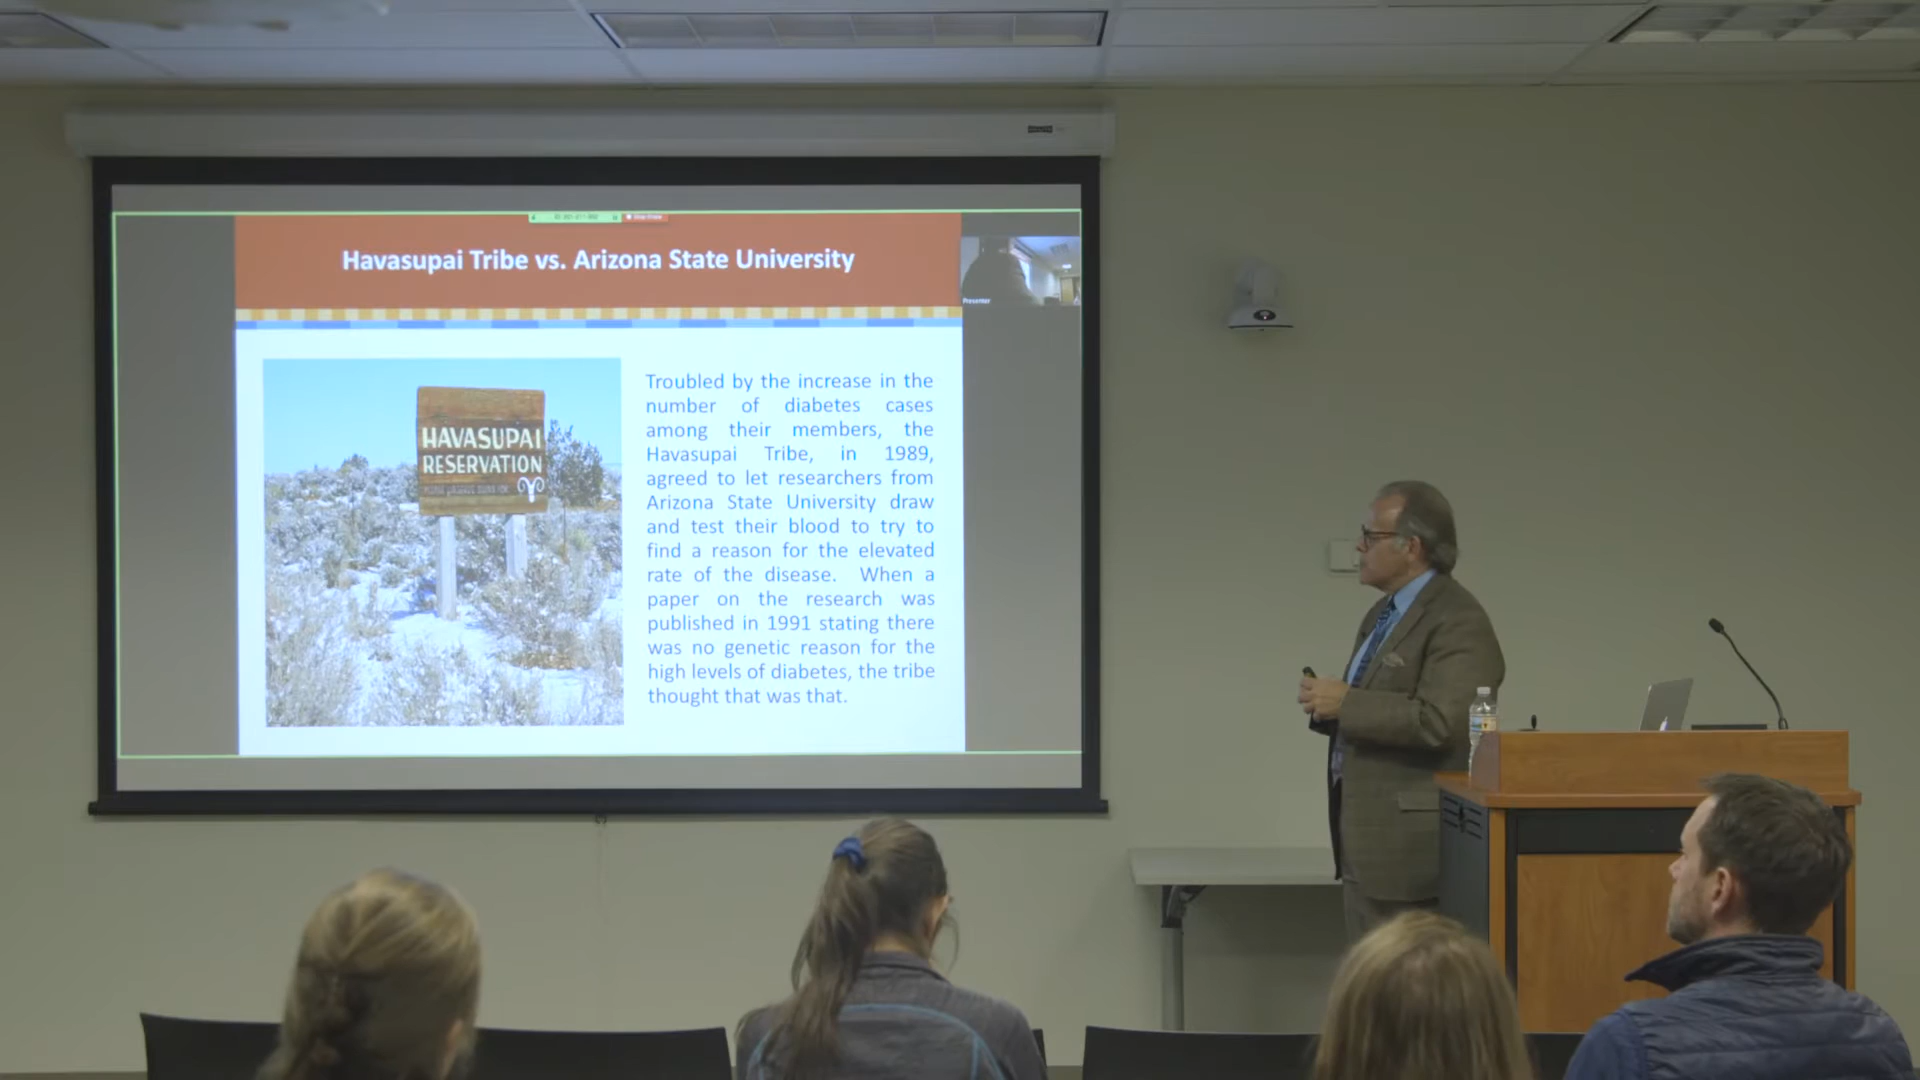 Havasupai Tribe vs. Arizona State University
Presenter
HAVASUPAI
RESERVATION
Troubled by the increase in the
number of diabetes cases
among their members, the
Havasupai Tribe, in 1989,
agreed to let researchers from
Arizona State University draw
and test their blood to try to
find a reason for the elevated
rate of the disease. When a
paper on the research was
published in 1991 stating there
was no genetic reason for the
high levels of diabetes, the tribe
thought that was that.